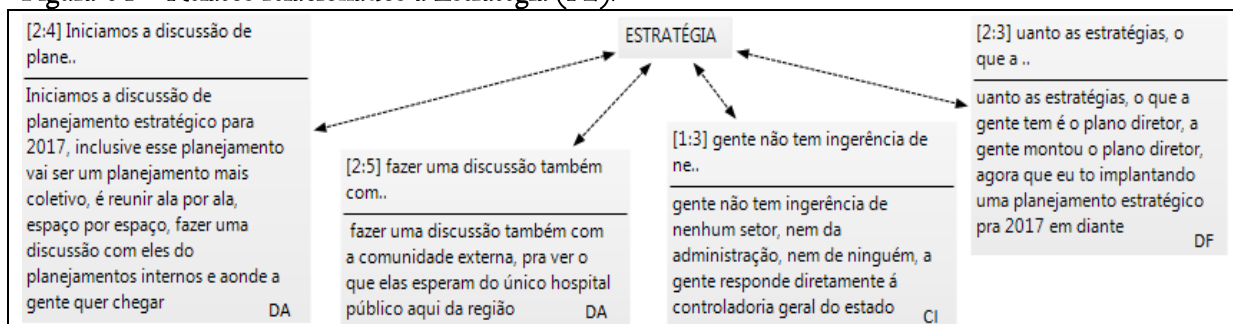 [2:4] Iniciamos a discussão de
plane..
Iniciamos a discussão de
planejamento estratégico para
2017, inclusive esse planejamento
vai ser um planejamento mais
coletivo, é reunir ala por ala,
espaço por espaço, fazer uma
discussão com eles do
planejamentos internos e aonde a
gente quer chegar
DA
ESTRATÉGIA
[2:5] fazer uma discussão também
com..
fazer uma discussão também com
a comunidade externa, pra ver o
que elas esperam do único hospital
público aqui da região
DA
[1:3] gente não tem ingerência de
ne..
gente não tem ingerência de
nenhum setor, nem da
administração, nem de ninguém, a
gente responde diretamente á
controladoria geral do estado
CI
[2:3] uanto as estratégias, o
que a ..
uanto as estratégias, o que a
gente tem é o plano diretor, a
gente montou o plano diretor,
agora que eu to implantando
uma planejamento estratégico
pra 2017 em diante
DF